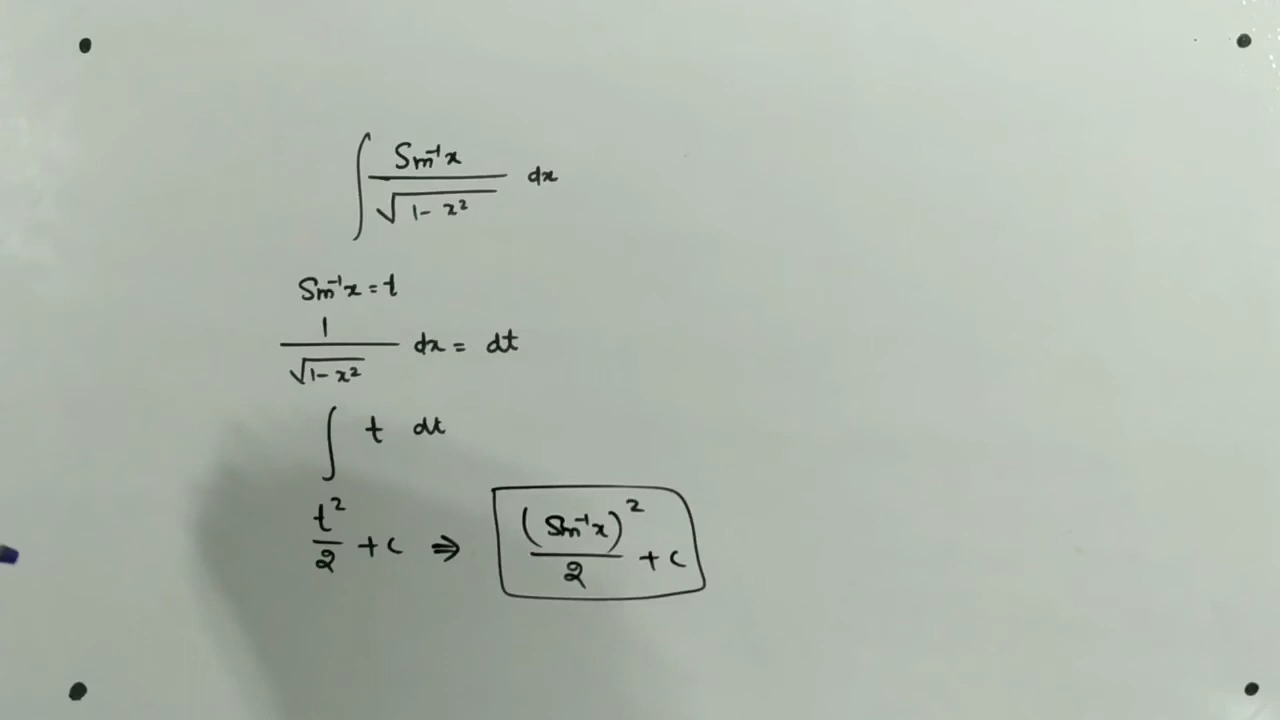 ∫ Sin⁻¹x / √(1 - x²) dx
Sin⁻¹x = t
1 / √(1 - x²) dx = dt
∫ t dt
t² / 2 + c ⇒ (Sin⁻¹x)² / 2 + c